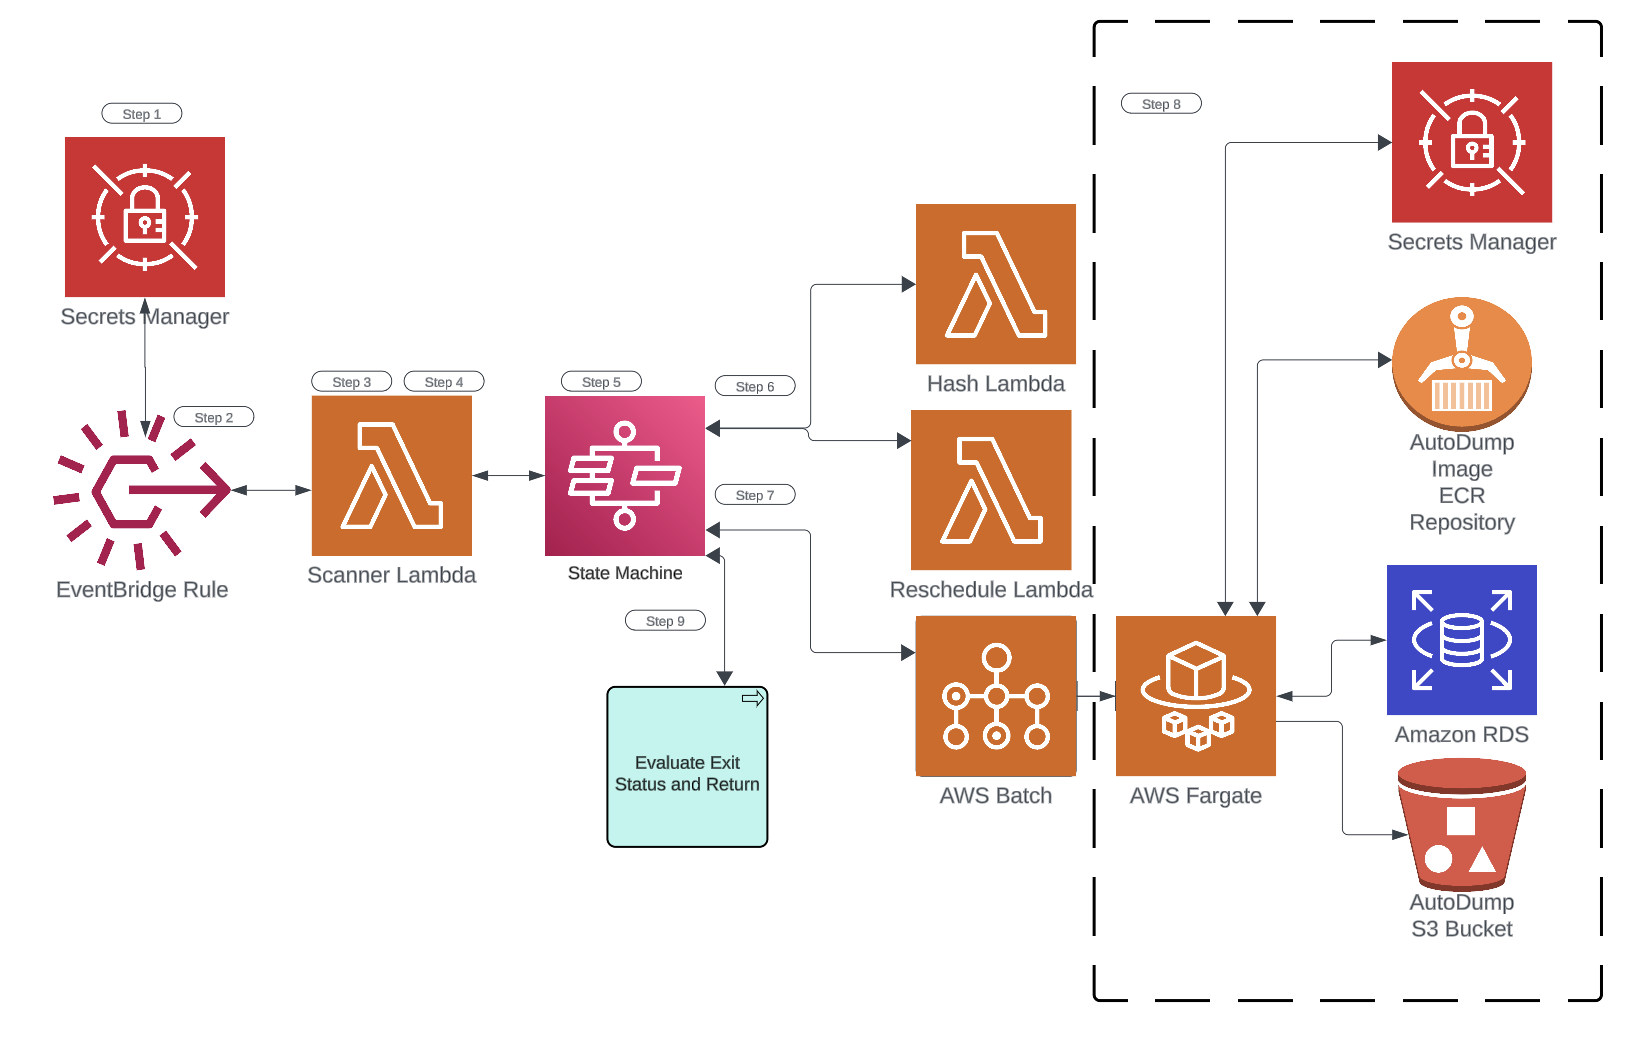 Step 1
Secrets Manager
Step 2
EventBridge Rule
Step 3
Step 4
Scanner Lambda
Step 5
State Machine
Step 6
Step 7
Step 9
Evaluate Exit
Status and Return
Hash Lambda
Reschedule Lambda
AWS Batch
Step 8
AWS Fargate
Secrets Manager
AutoDump
Image
ECR
Repository
Amazon RDS
AutoDump
S3 Bucket